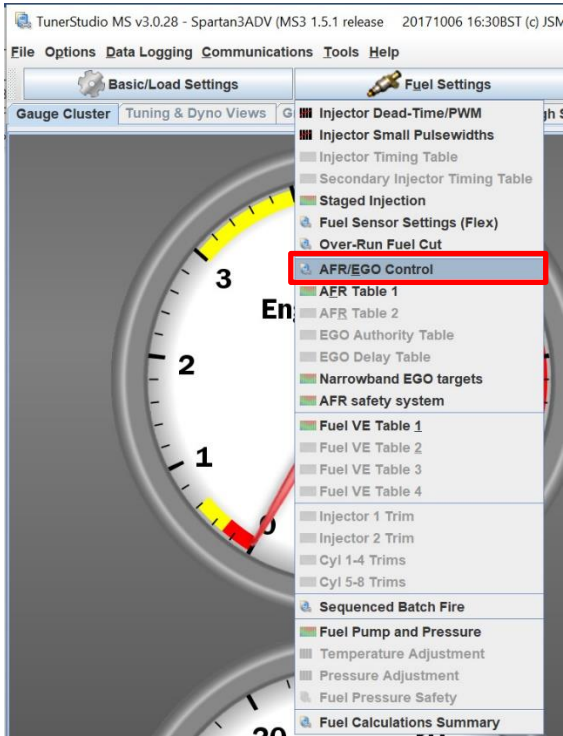 TunerStudio MS v3.0.28 - Spartan3ADV (MS3 1.5.1 release 20171006 16:30BST (c) JSM
File Options Data Logging Communications Tools Help
Basic/Load Settings Fuel Settings
Gauge Cluster Tuning & Dyno Views G gh S
Injector Dead-Time/PWM
Injector Small Pulsewidths
Injector Timing Table
Secondary Injector Timing Table
Staged Injection
Fuel Sensor Settings (Flex)
Over-Run Fuel Cut
AFR/EGO Control
AFR Table 1
AFR Table 2
EGO Authority Table
EGO Delay Table
Narrowband EGO targets
AFR safety system
Fuel VE Table 1
Fuel VE Table 2
Fuel VE Table 3
Fuel VE Table 4
Injector 1 Trim
Injector 2 Trim
Cyl 1-4 Trims
Cyl 5-8 Trims
Sequenced Batch Fire
Fuel Pump and Pressure
Temperature Adjustment
Pressure Adjustment
Fuel Pressure Safety
Fuel Calculations Summary
3
En
2
1
0
20